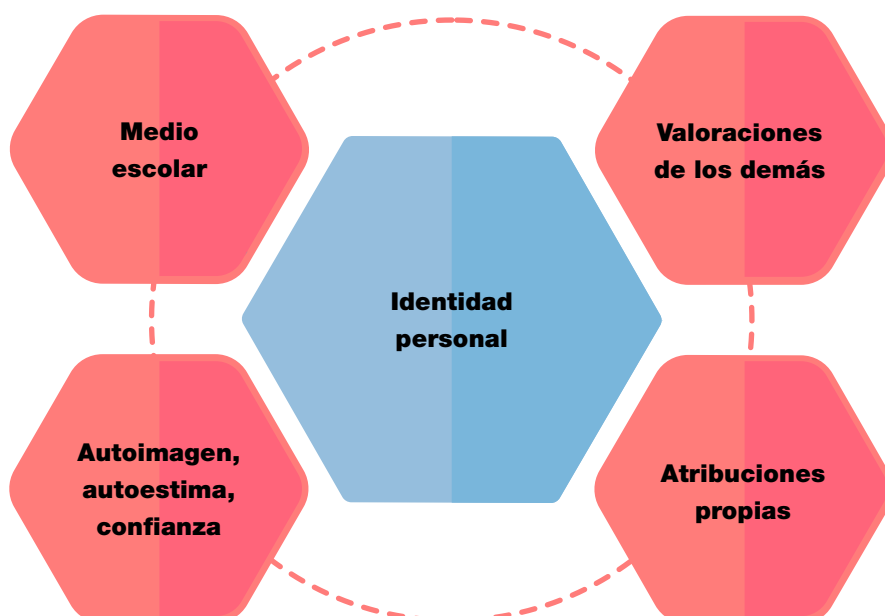 Medio
escolar
Valoraciones
de los demás
Identidad
personal
Autoimagen,
autoestima,
confianza
Atribuciones
propias